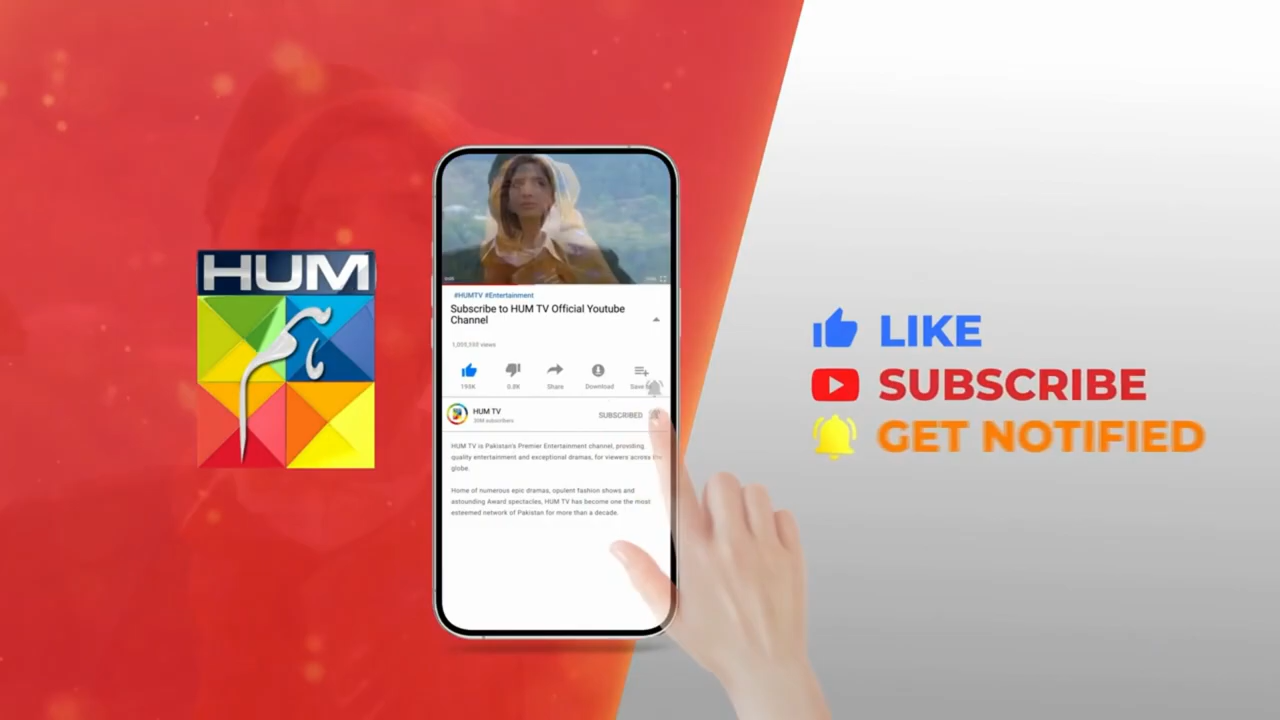 HUM
ہم
#HUMTV #Entertainment
Subscribe to HUM TV Official Youtube
Channel
198K
Share
Download
HUM TV
SUBSCRIBED
HUM TV is Pakistan's Premier Entertainment channel, providing
quality entertainment and exceptional dramas, for viewers across the
globe.
Home of numerous epic dramas, opulent fashion shows and
astounding Award spectacles, HUM TV has become one the most
esteemed network of Pakistan for more than a decade.
LIKE
SUBSCRIBE
GET NOTIFIED